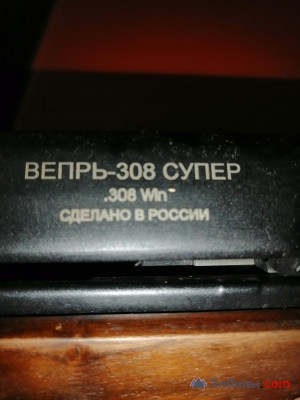 ВЕПРЬ-308 СУПЕР
.308 Win
СДЕЛАНО В РОССИИ